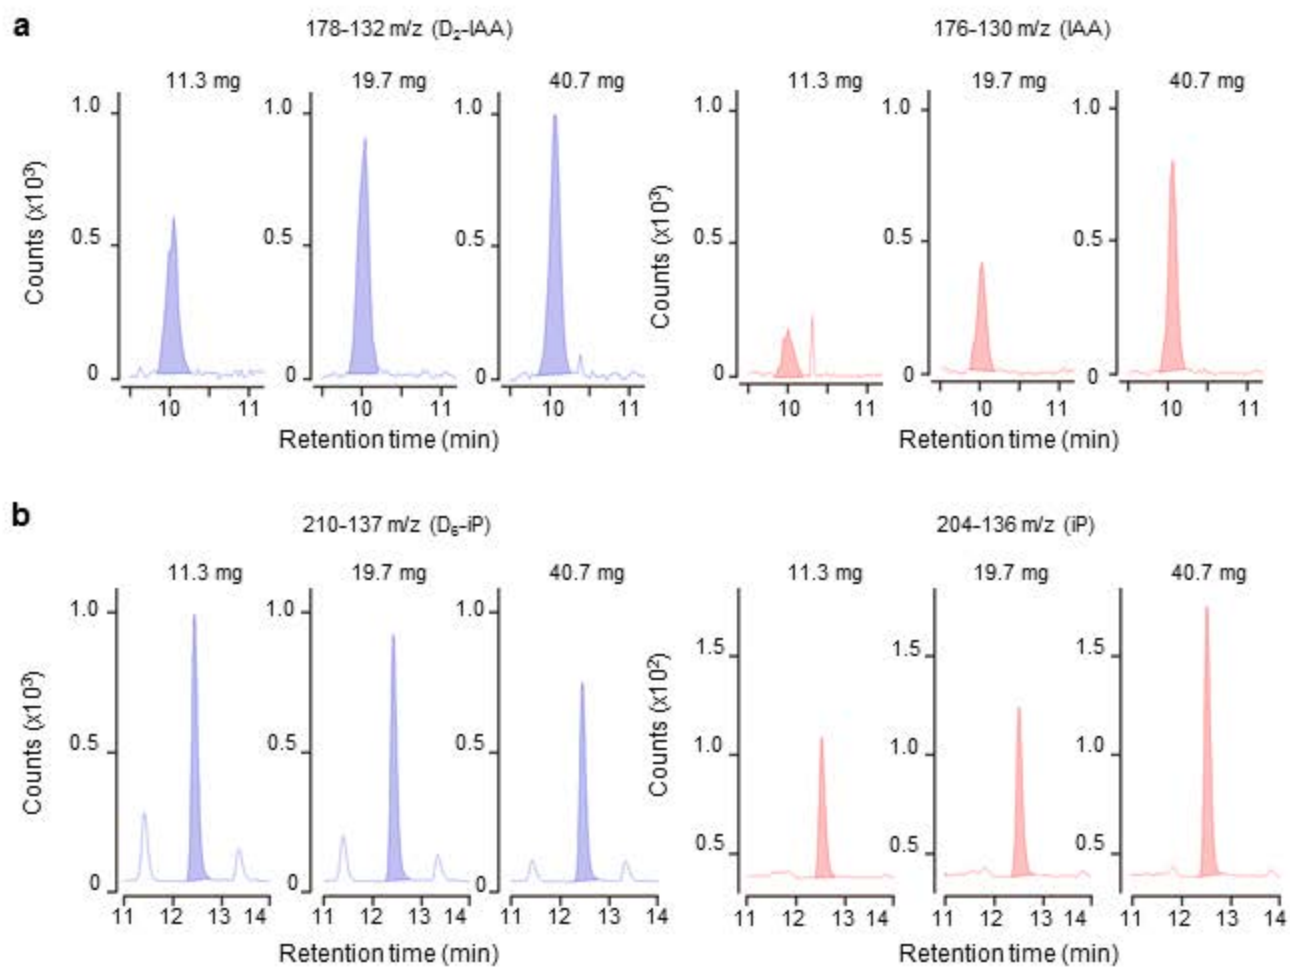 a
178-132 m/z (D₂-IAA)
176-130 m/z (IAA)
11.3 mg
19.7 mg
40.7 mg
11.3 mg
19.7 mg
40.7 mg
Counts (x10³)
1.0
0.5
0
1.0
0.5
0
1.0
0.5
0
Counts (x10³)
1.0
0.5
0
1.0
0.5
0
1.0
0.5
0
10 11
10 11
10 11
10 11
10 11
10 11
Retention time (min)
Retention time (min)
b
210-137 m/z (D₆-iP)
204-136 m/z (iP)
11.3 mg
19.7 mg
40.7 mg
11.3 mg
19.7 mg
40.7 mg
Counts (x10³)
1.0
0.5
0
1.0
0.5
0
1.0
0.5
0
Counts (x10²)
1.5
1.0
0.5
1.5
1.0
0.5
1.5
1.0
0.5
11 12 13 14
11 12 13 14
11 12 13 14
11 12 13 14
11 12 13 14
11 12 13 14
Retention time (min)
Retention time (min)